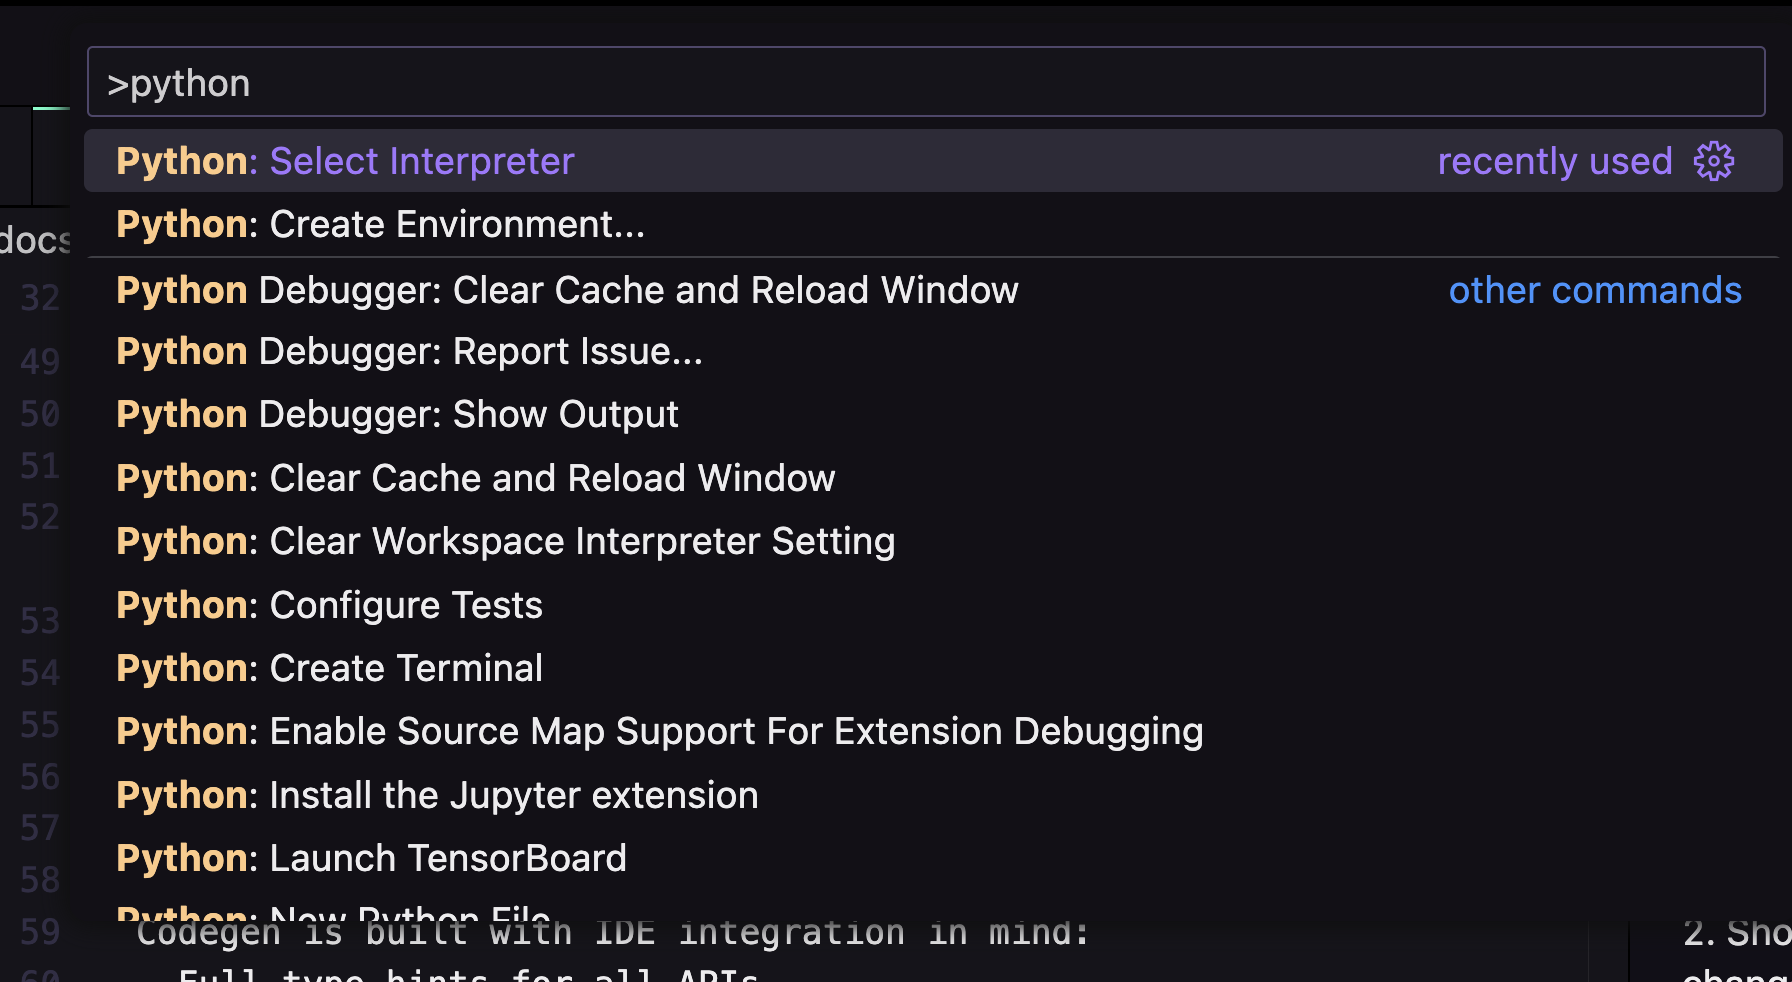 >python
Python: Select Interpreter recently used
Python: Create Environment...
docs
Python Debugger: Clear Cache and Reload Window other commands
32
Python Debugger: Report Issue...
49
Python Debugger: Show Output
50
51
Python: Clear Cache and Reload Window
52
Python: Clear Workspace Interpreter Setting
Python: Configure Tests
53
Python: Create Terminal
54
55
Python: Enable Source Map Support For Extension Debugging
56
Python: Install the Jupyter extension
57
Python: Launch TensorBoard
58
Python: New Python File
59 Codegen is built with IDE integration in mind: 2. Sho
60 Full type hints for all APIs chang